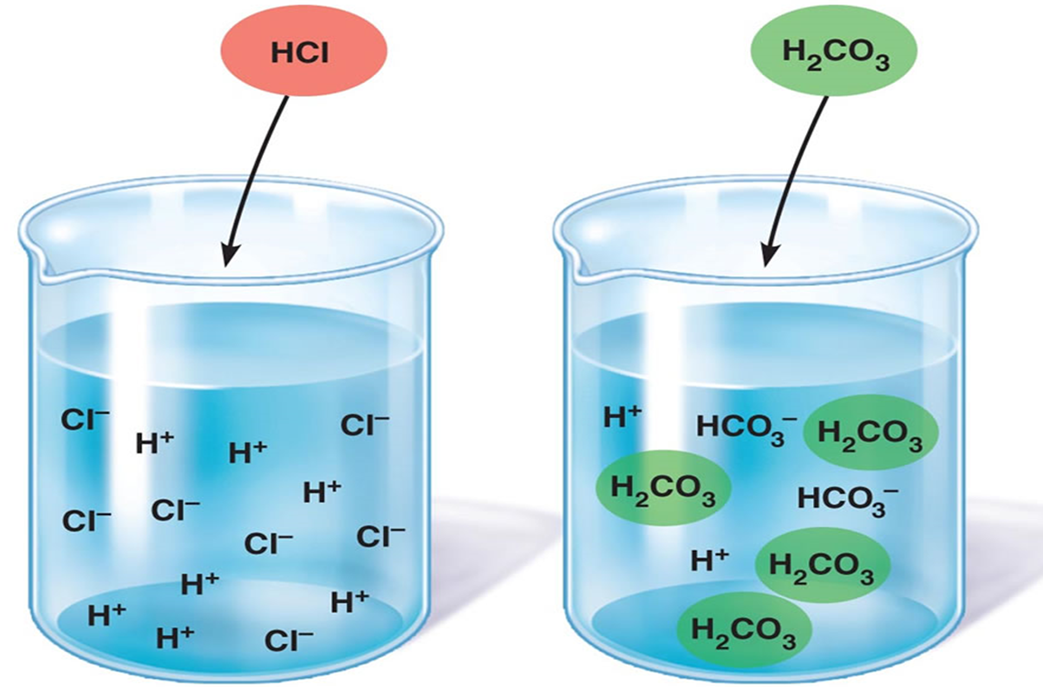 HCl
H₂CO₃
Cl⁻
H⁺
H⁺
Cl⁻
H⁺
Cl⁻
Cl⁻
Cl⁻
Cl⁻
H⁺
H⁺
H⁺
H⁺
Cl⁻
H⁺
HCO₃⁻
H₂CO₃
H₂CO₃
HCO₃⁻
H⁺
H₂CO₃
H₂CO₃